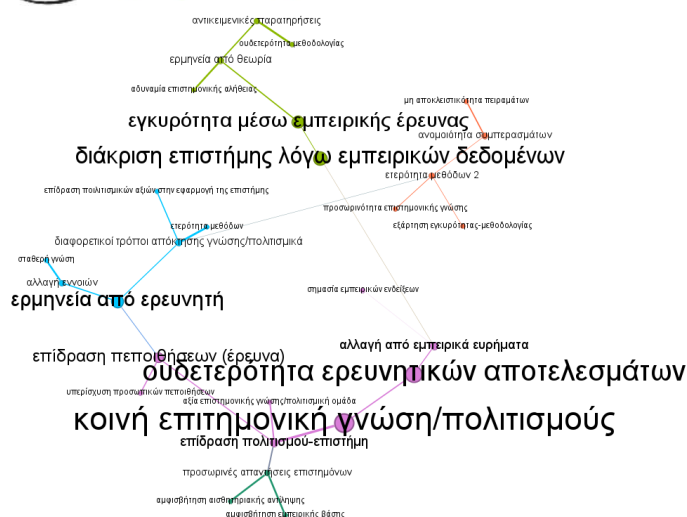 αντικειμενικές παρατηρήσεις
ουδετερότητα μεθοδολογίας
ερμηνεία από θεωρία
αδυναμία επιστημονικής αλήθειας
μη αποκλειστικότητα πειραμάτων
εγκυρότητα μέσω εμπειρικής έρευνας
ανομοιότητα συμπερασμάτων
διάκριση επιστήμης λόγω εμπειρικών δεδομένων
ετερότητα μεθόδων 2
επίδραση ποιλιτισμικών αξιών στην εφαρμογή της επιστήμης
προσωρινότητα επιστημονικής γνώσης
ετερότητα μεθόδων
εξάρτηση εγκυρότητας-μεθοδολογίας
διαφορετικοί τρόπποι απόκτησης γνώσης/πολιτισμικά
σταθερή γνώση
αλλαγή εννοιών
σημασία εμπειρικών ενδείξεων
ερμηνεία από ερευνητή
αλλαγή από εμπειρικά ευρήματα
επίδραση πεποιθήσεων (έρευνα)
ουδετερότητα ερευνητικών αποτελεσμάτων
υπερίσχυση προσωπικών πεποιθήσεων
αξία επιστημονικής γνώσης/πολιτισμική ομάδα
κοινή επιτημονική γνώση/πολιτισμούς
επίδραση πολιτισμού-επιστήμη
προσωρινές απαντήσεις επιστημόνων
αμφισβήτηση αισθητηριακής αντίληψης
αμφισβήτηση εμπειρικής βάσης